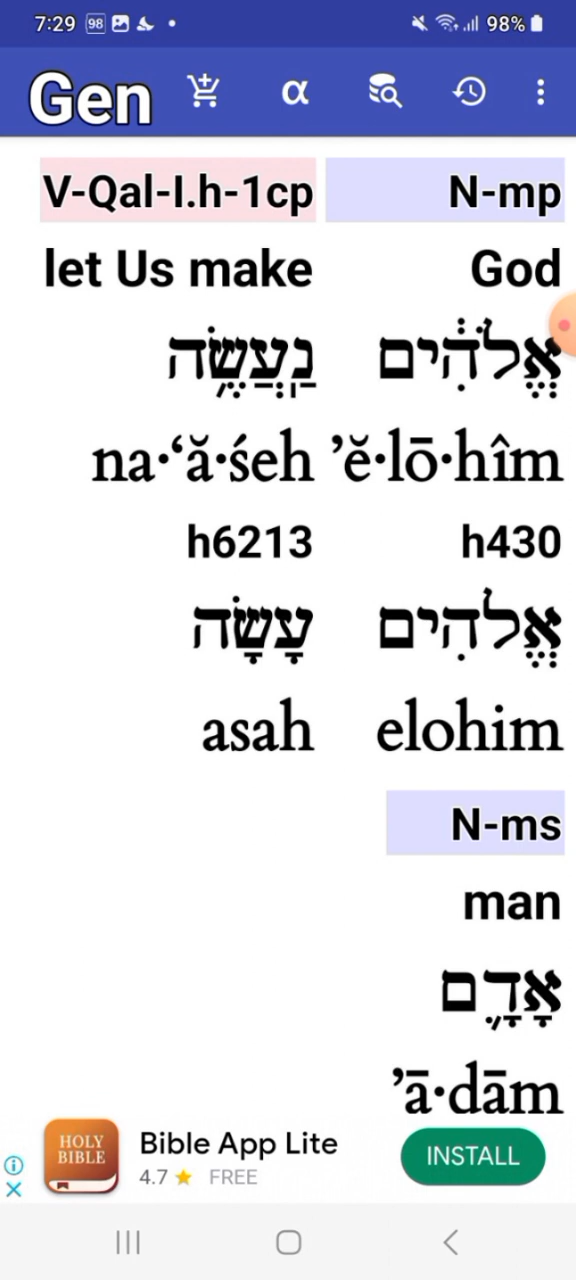 7:29 98 98%
Gen α
V-Qal-I.h-1cp N-mp
let Us make God
נַֽעֲשֶׂ֥ה אֱלֹהִ֔ים
na·‘ă·śeh ’ĕ·lō·hîm
h6213 h430
עָשָׂה אֱלֹהִים
asah elohim
N-ms
man
אָדָ֛ם
’ā·dām
HOLY BIBLE
Bible App Lite
4.7 ★ FREE
INSTALL